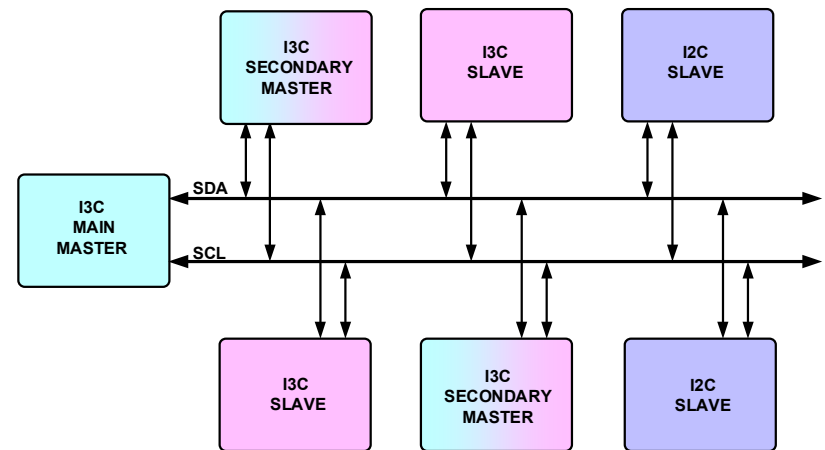 I3C
SECONDARY
MASTER
I3C
SLAVE
I2C
SLAVE
I3C
MAIN
MASTER
SDA
SCL
I3C
SLAVE
I3C
SECONDARY
MASTER
I2C
SLAVE